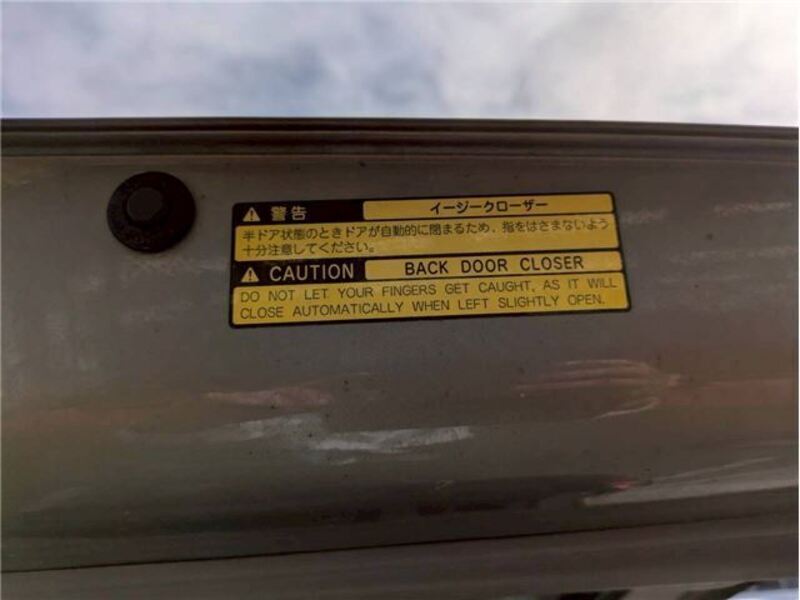 警告 イージークローザー
半ドア状態のときドアが自動的に閉まるため、指をはさまないよう
十分注意してください。
CAUTION BACK DOOR CLOSER
DO NOT LET YOUR FINGERS GET CAUGHT, AS IT WILL
CLOSE AUTOMATICALLY WHEN LEFT SLIGHTLY OPEN.